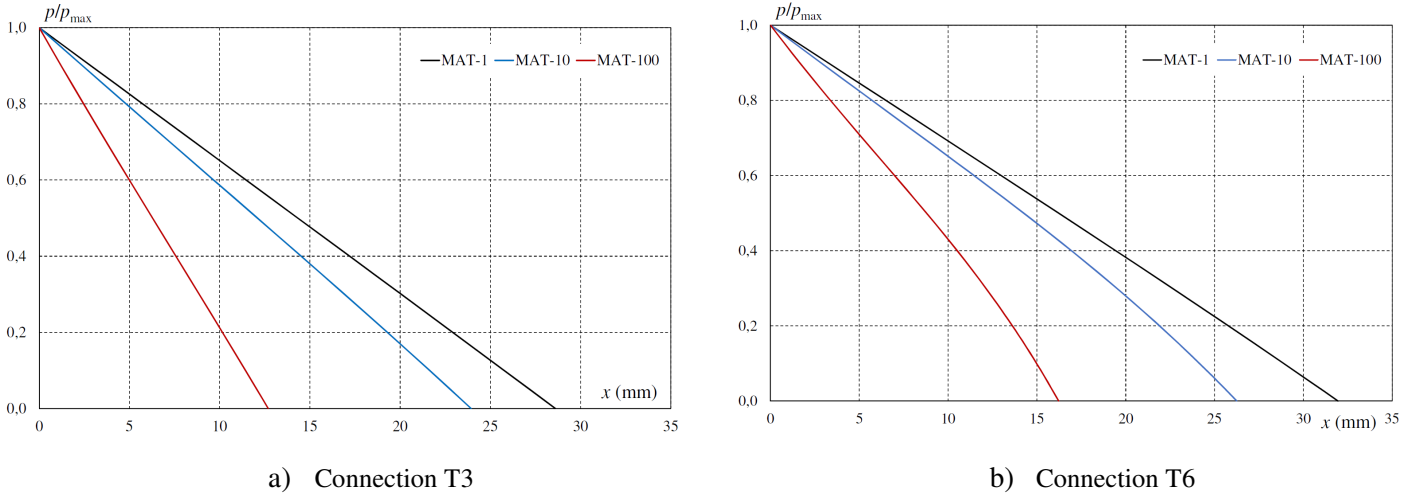 p/pmax
1,0
MAT-1 MAT-10 MAT-100
0,8
0,6
0,4
0,2
x (mm)
0,0
0 5 10 15 20 25 30 35
a) Connection T3
p/pmax
1,0
MAT-1 MAT-10 MAT-100
0,8
0,6
0,4
0,2
0,0
x (mm)
0 5 10 15 20 25 30 35
b) Connection T6